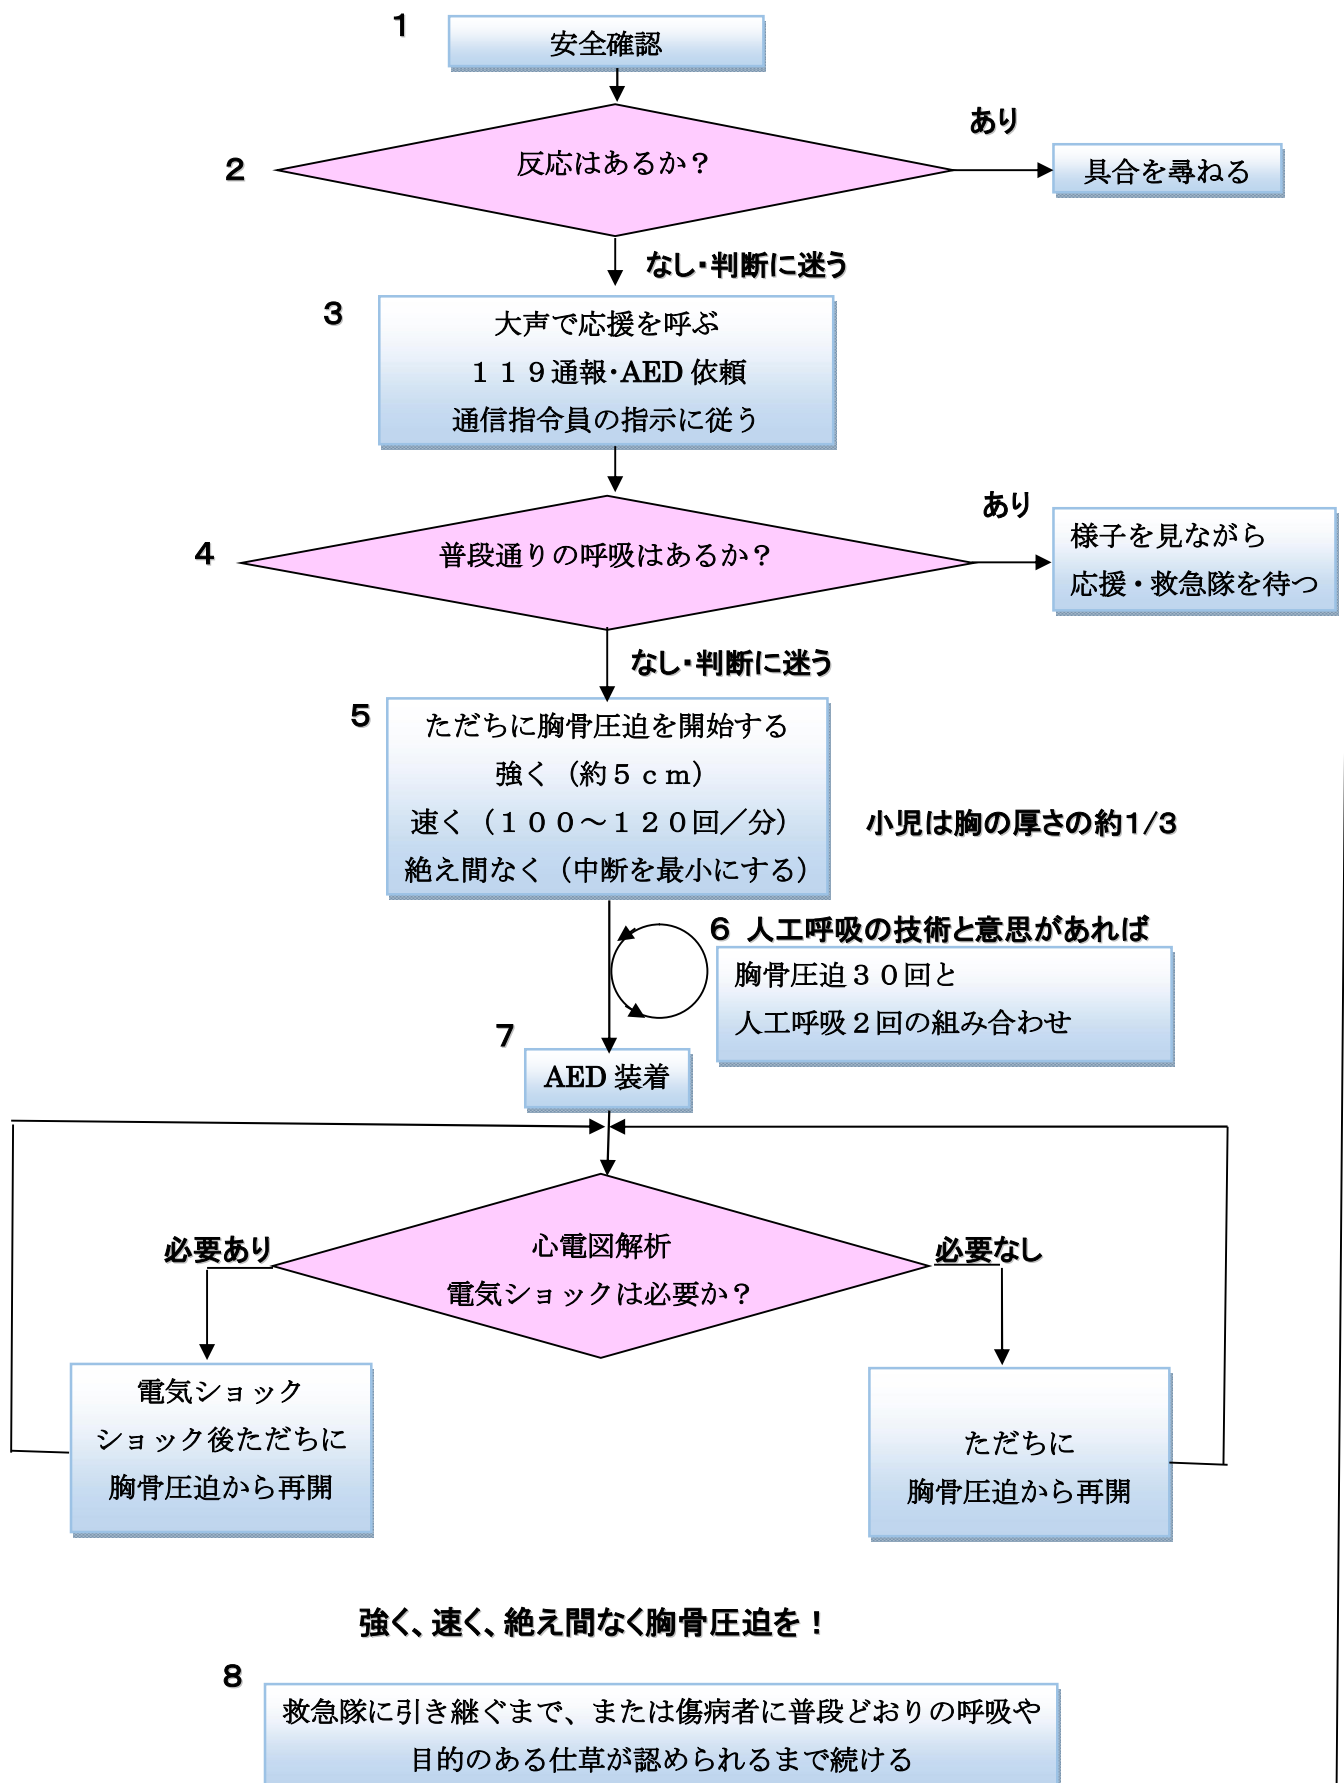 1
安全確認
2
反応はあるか？
あり
具合を尋ねる
なし・判断に迷う
3
大声で応援を呼ぶ
１１９通報・AED 依頼
通信指令員の指示に従う
4
普段通りの呼吸はあるか？
あり
様子を見ながら
応援・救急隊を待つ
なし・判断に迷う
5
ただちに胸骨圧迫を開始する
強く（約５ｃｍ）
速く（１００～１２０回／分）
絶え間なく（中断を最小にする）
小児は胸の厚さの約1/3
6 人工呼吸の技術と意思があれば
胸骨圧迫３０回と
人工呼吸２回の組み合わせ
7
AED 装着
心電図解析
電気ショックは必要か？
必要あり
必要なし
電気ショック
ショック後ただちに
胸骨圧迫から再開
ただちに
胸骨圧迫から再開
強く、速く、絶え間なく胸骨圧迫を！
8
救急隊に引き継ぐまで、または傷病者に普段どおりの呼吸や
目的のある仕草が認められるまで続ける